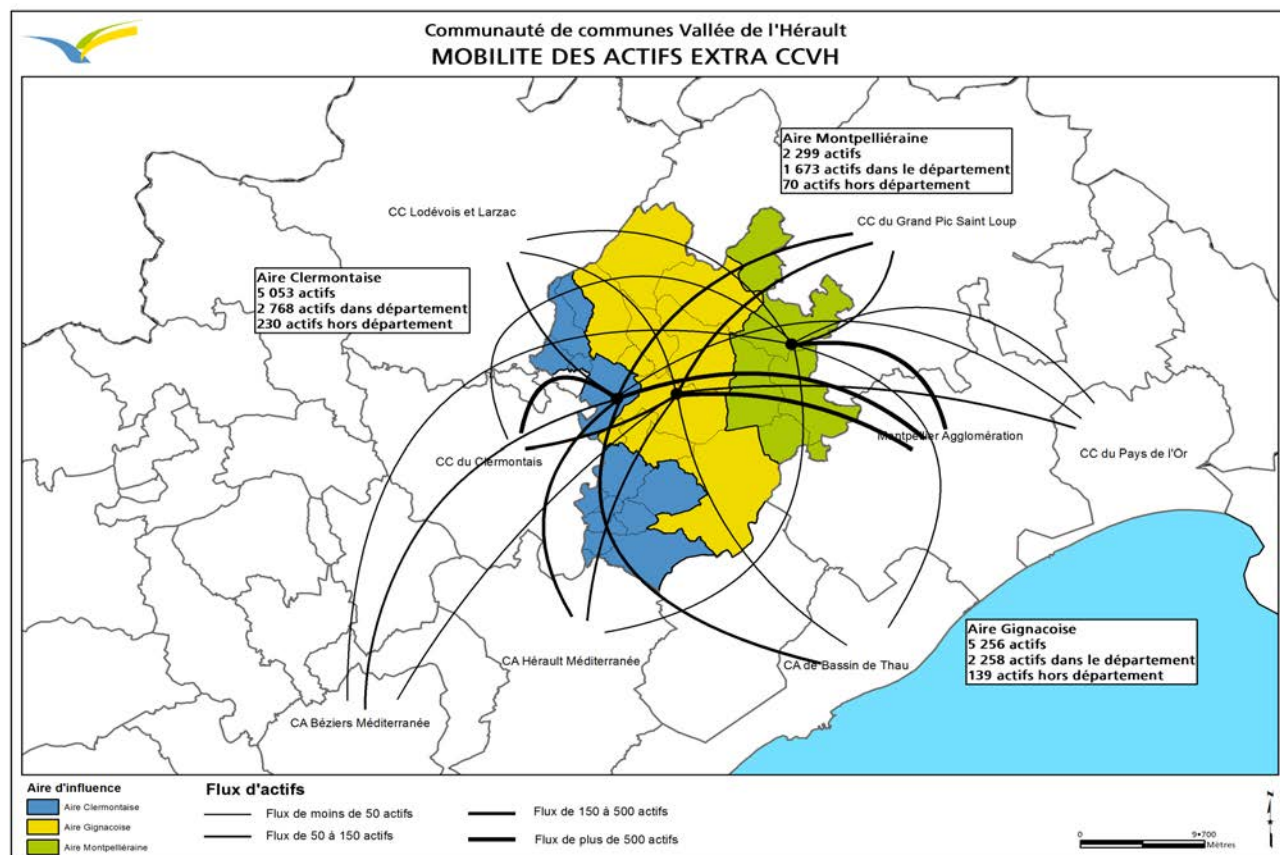 Communauté de communes Vallée de l'Hérault
MOBILITE DES ACTIFS EXTRA CCVH
Aire Montpelliéraine
2 299 actifs
1 673 actifs dans le département
70 actifs hors département
CC Lodévois et Larzac
CC du Grand Pic Saint Loup
Aire Clermontaise
5 053 actifs
2 768 actifs dans département
230 actifs hors département
Montpellier Agglomération
CC du Clermontais
CC du Pays de l'Or
Aire Gignacoise
5 256 actifs
2 258 actifs dans le département
139 actifs hors département
CA Hérault Méditerranée
CA de Bassin de Thau
CA Béziers Méditerranée
Aire d'influence
Aire Clermontaise
Aire Gignacoise
Aire Montpelliéraine
Flux d'actifs
Flux de moins de 50 actifs
Flux de 50 à 150 actifs
Flux de 150 à 500 actifs
Flux de plus de 500 actifs
0 9•700
Mètres